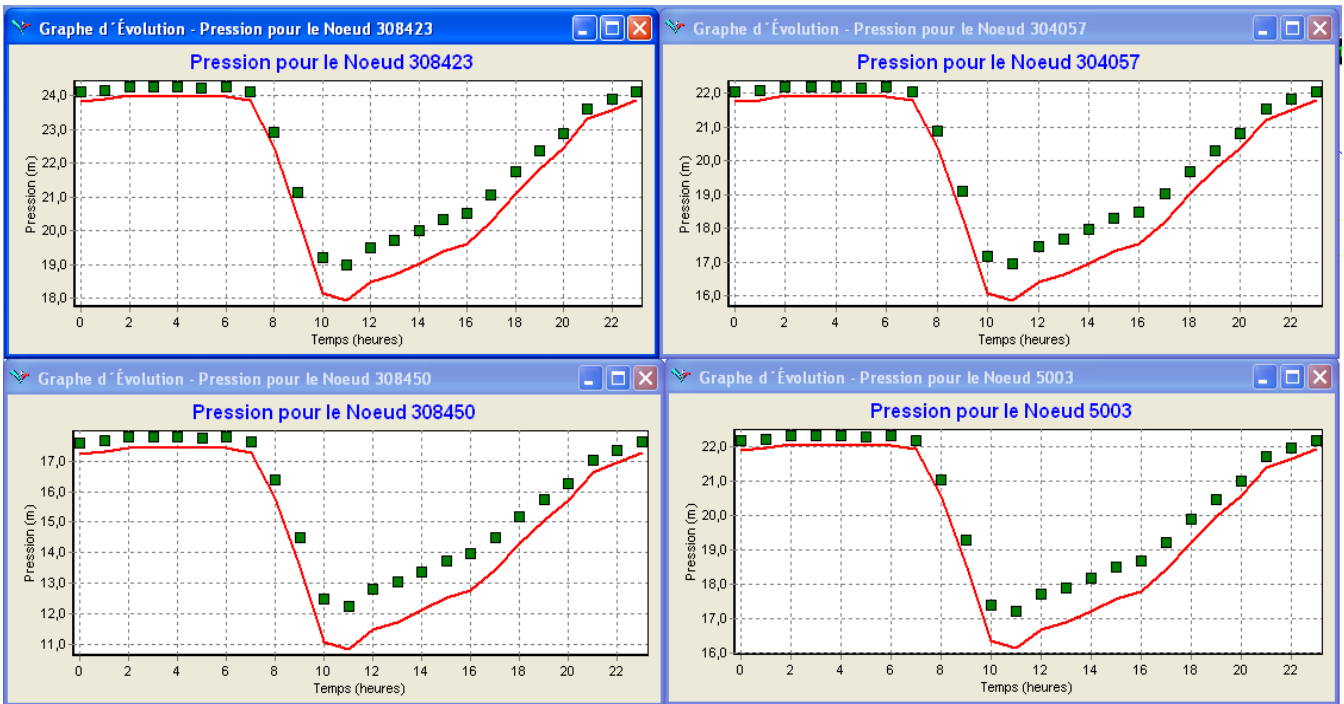 Graphe d´Évolution - Pression pour le Noeud 308423
Pression pour le Noeud 308423
24,0
23,0
22,0
21,0
20,0
19,0
18,0
Pression (m)
0 2 4 6 8 10 12 14 16 18 20 22
Temps (heures)
Graphe d´Évolution - Pression pour le Noeud 304057
Pression pour le Noeud 304057
22,0
21,0
20,0
19,0
18,0
17,0
16,0
Pression (m)
0 2 4 6 8 10 12 14 16 18 20 22
Temps (heures)
Graphe d´Évolution - Pression pour le Noeud 308450
Pression pour le Noeud 308450
17,0
16,0
15,0
14,0
13,0
12,0
11,0
Pression (m)
0 2 4 6 8 10 12 14 16 18 20 22
Temps (heures)
Graphe d´Évolution - Pression pour le Noeud 5003
Pression pour le Noeud 5003
22,0
21,0
20,0
19,0
18,0
17,0
16,0
Pression (m)
0 2 4 6 8 10 12 14 16 18 20 22
Temps (heures)